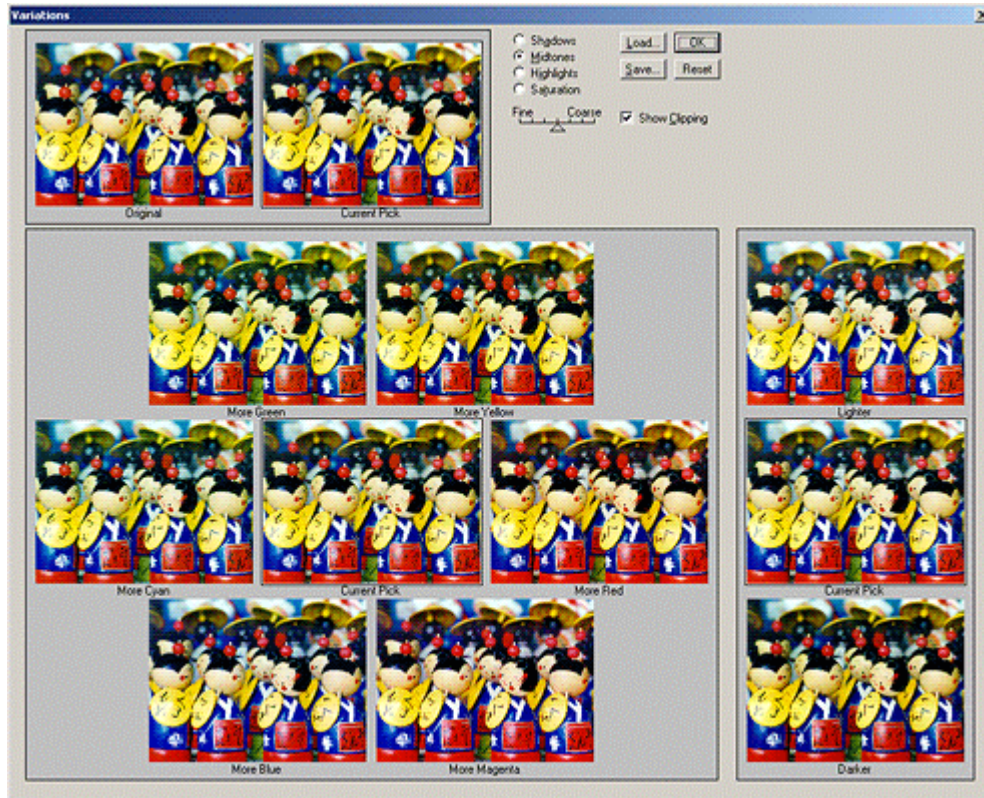 Variations
Shadows
Midtones
Highlights
Saturation
Load...
OK
Save...
Reset
Fine
Coarse
Show Clipping
Original
Current Pick
More Green
More Yellow
Lighter
More Cyan
Current Pick
More Red
Current Pick
More Blue
More Magenta
Darker